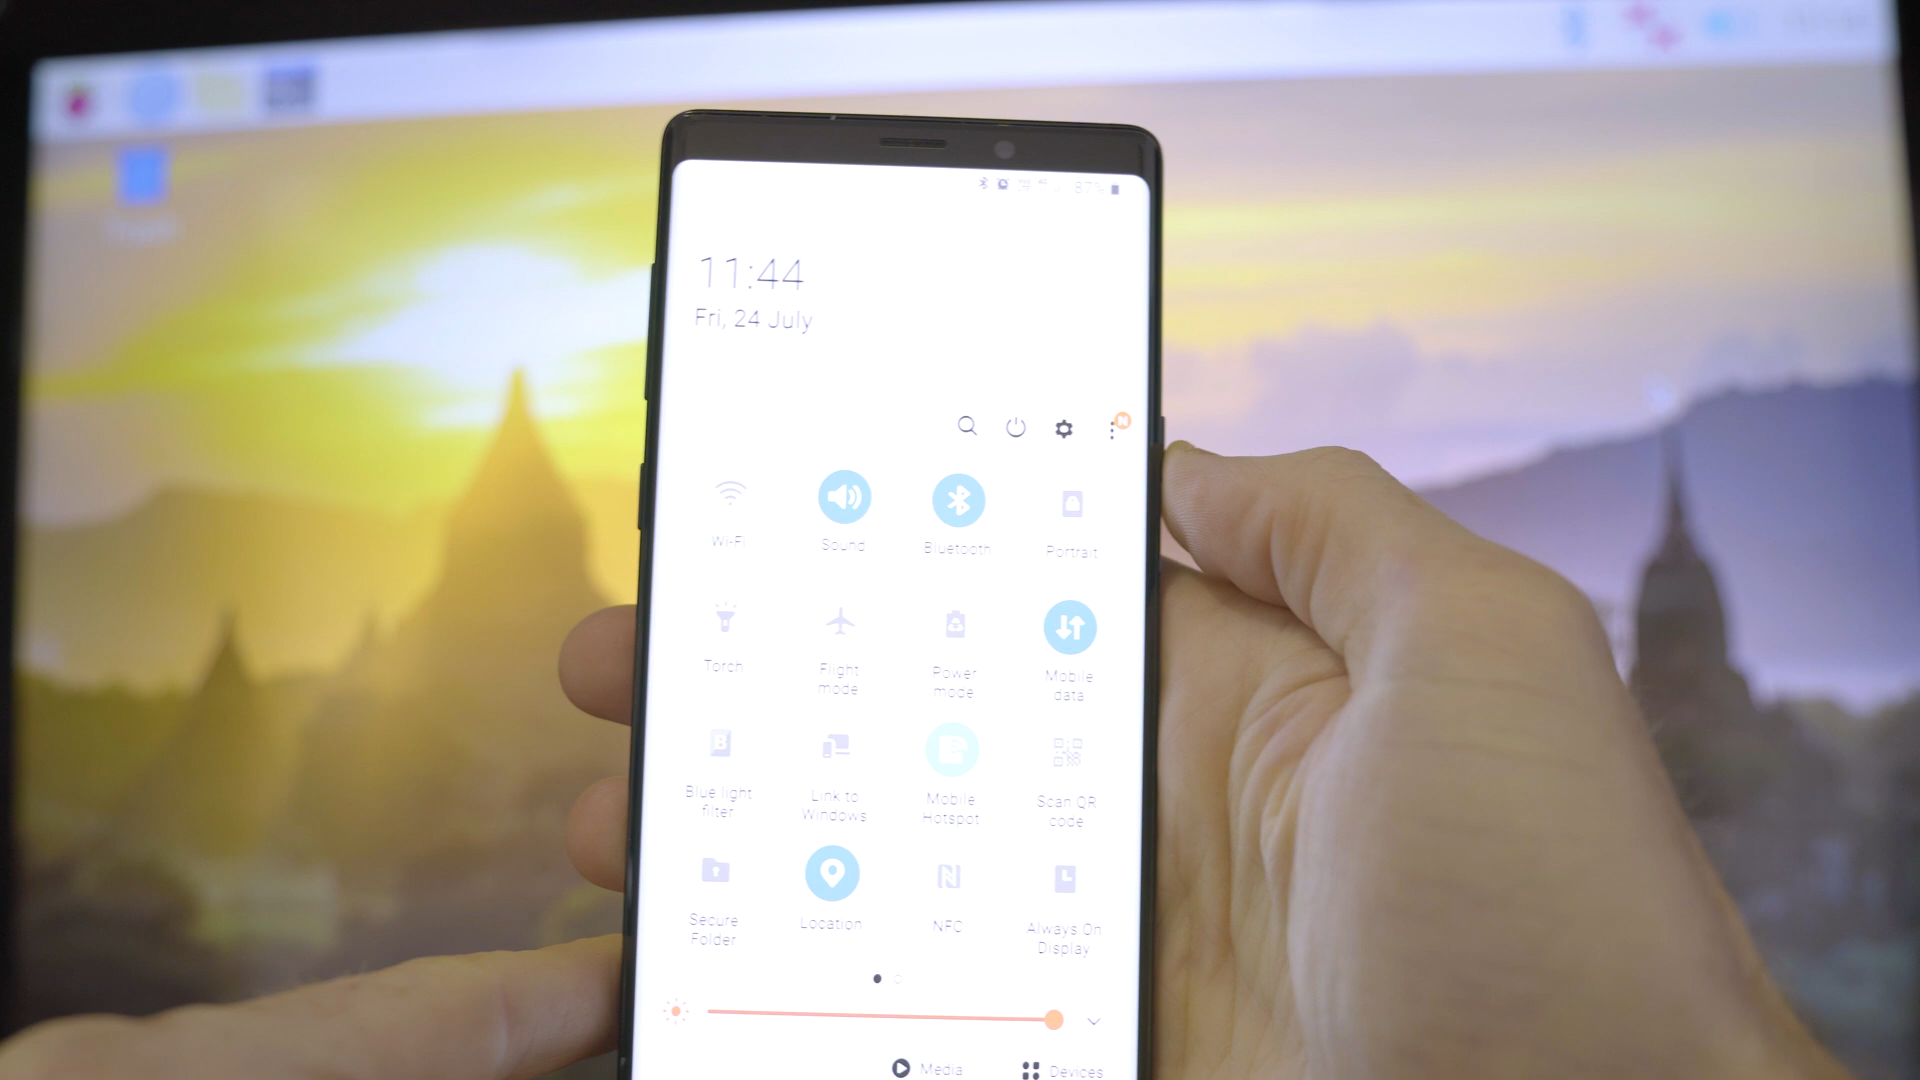 87%
11:44
Fri, 24 July
N
Wi-Fi
Sound
Bluetooth
Portrait
Torch
Flight
mode
Power
mode
Mobile
data
B
Blue light
filter
Link to
Windows
Mobile
Hotspot
Scan QR
code
Secure
Folder
Location
NFC
Always On
Display
Media
Devices